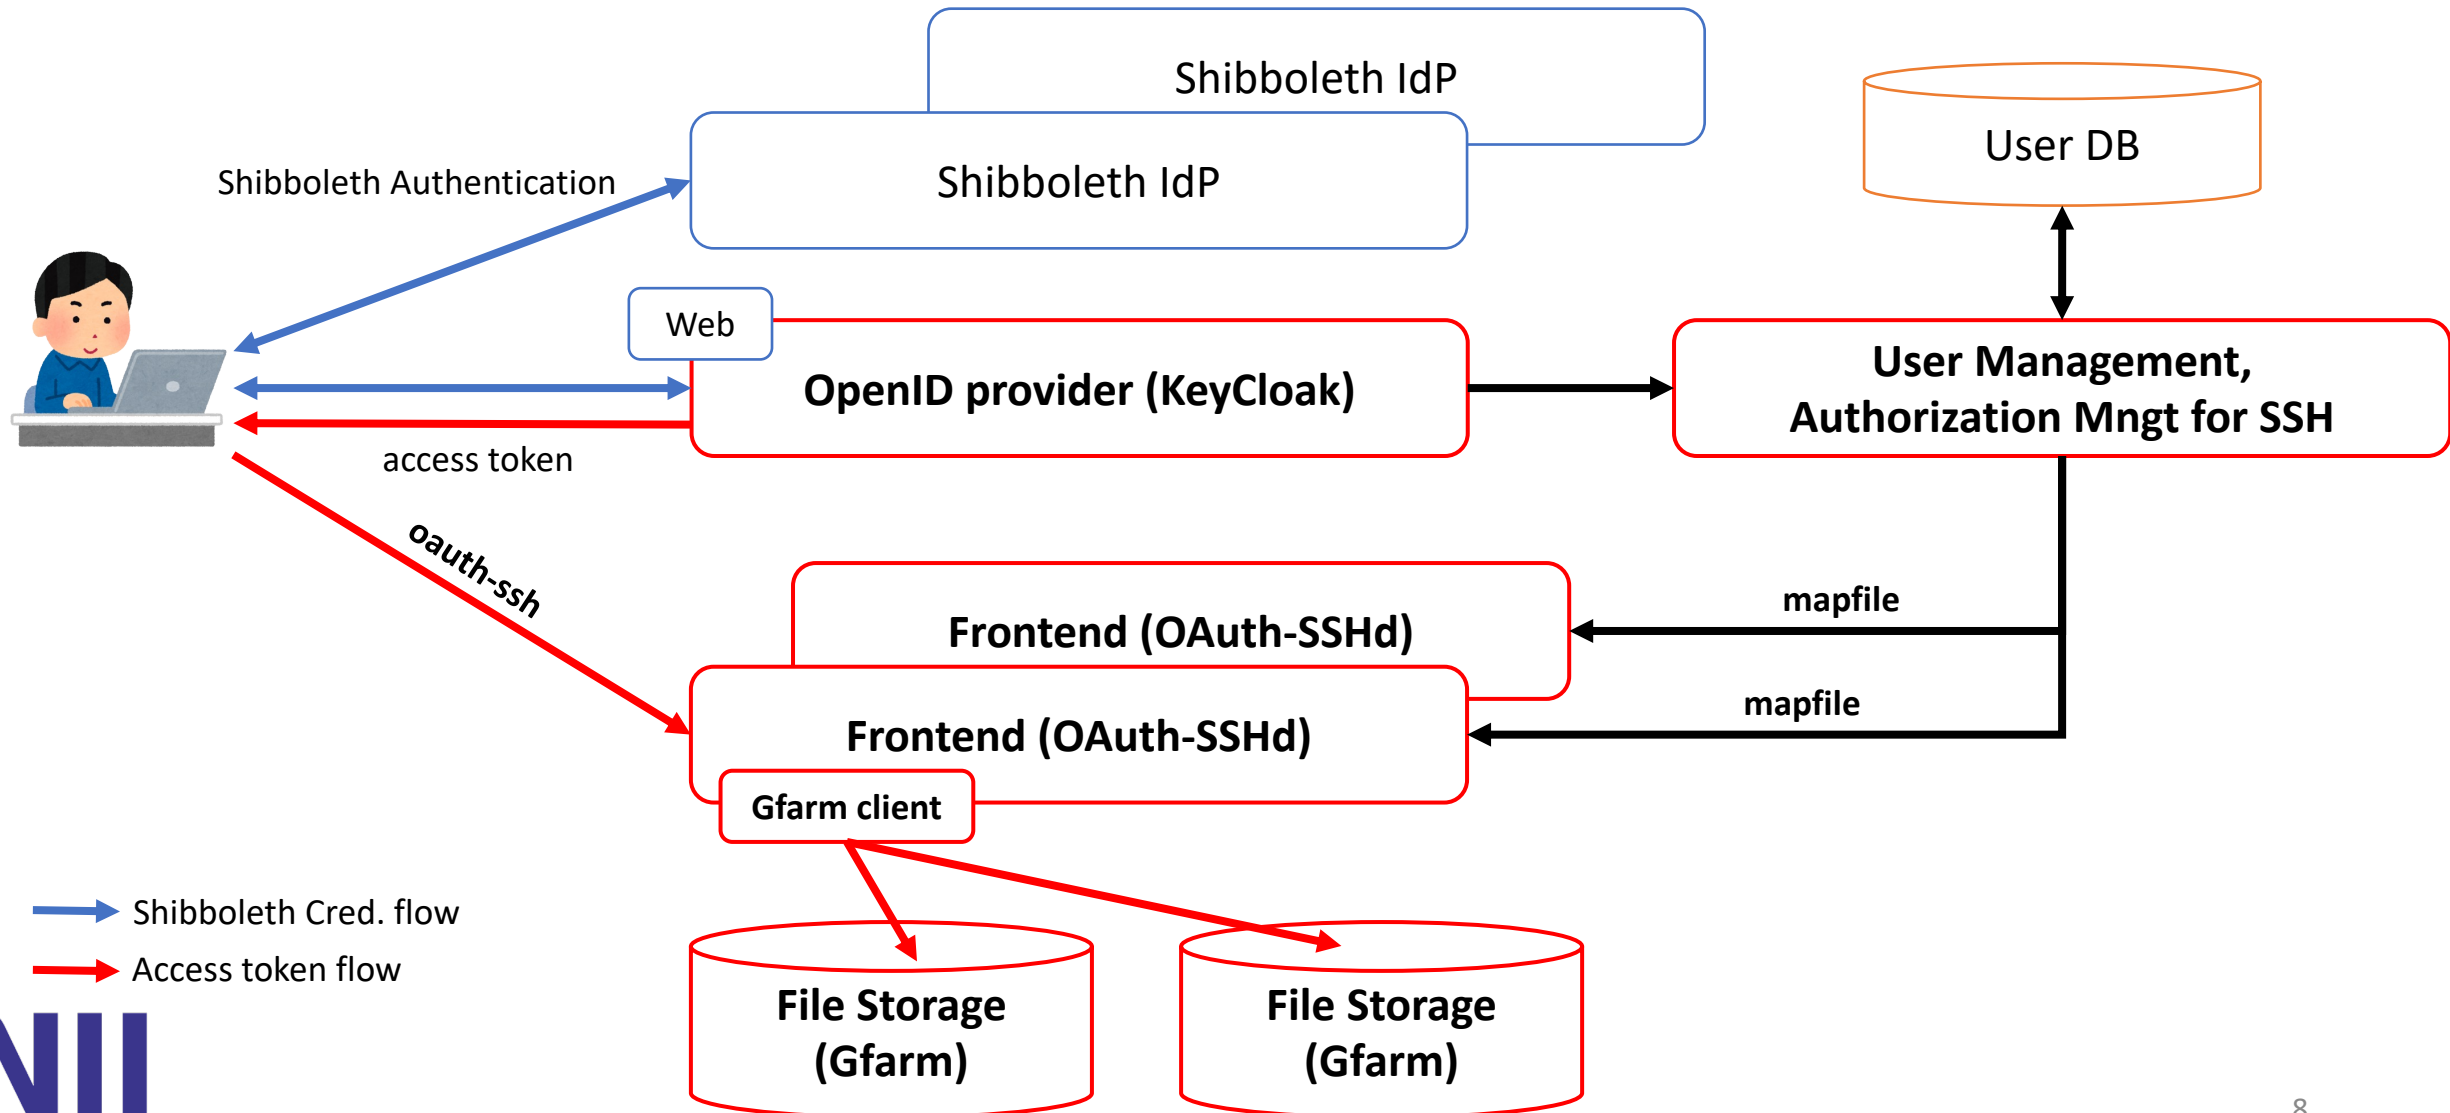 Shibboleth IdP
Shibboleth IdP
User DB
Shibboleth Authentication
Web
OpenID provider (KeyCloak)
User Management,
Authorization Mngt for SSH
access token
oauth-ssh
Frontend (OAuth-SSHd)
mapfile
Frontend (OAuth-SSHd)
mapfile
Gfarm client
Shibboleth Cred. flow
Access token flow
File Storage
(Gfarm)
File Storage
(Gfarm)
NII
8